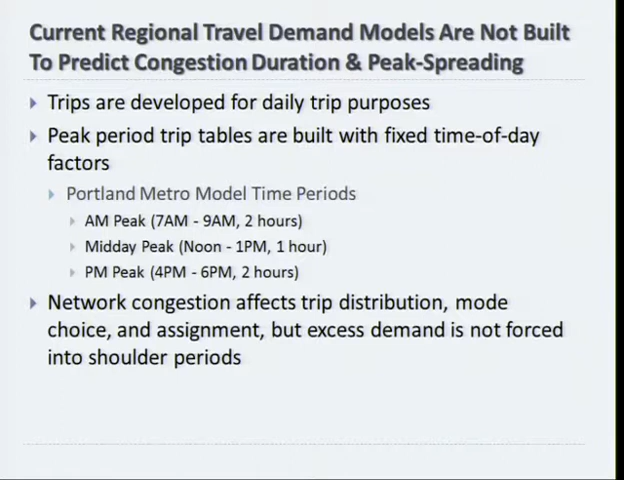 Current Regional Travel Demand Models Are Not Built
To Predict Congestion Duration & Peak-Spreading
Trips are developed for daily trip purposes
Peak period trip tables are built with fixed time-of-day
factors
Portland Metro Model Time Periods
AM Peak (7AM - 9AM, 2 hours)
Midday Peak (Noon - 1PM, 1 hour)
PM Peak (4PM - 6PM, 2 hours)
Network congestion affects trip distribution, mode
choice, and assignment, but excess demand is not forced
into shoulder periods